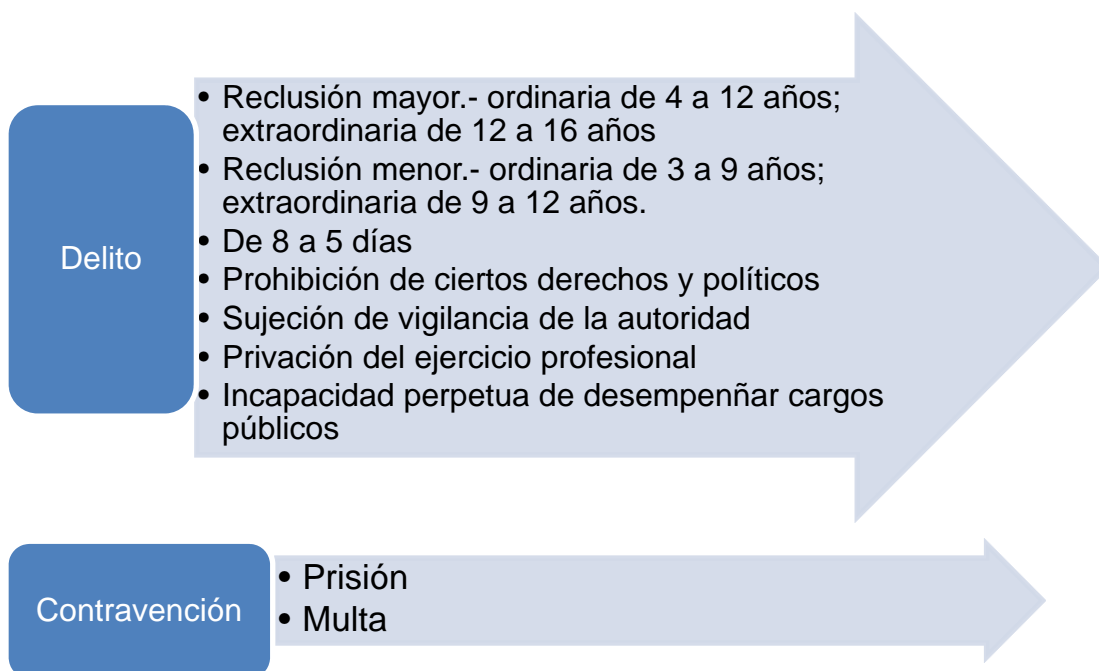 Delito
• Reclusión mayor.- ordinaria de 4 a 12 años;
extraordinaria de 12 a 16 años
• Reclusión menor.- ordinaria de 3 a 9 años;
extraordinaria de 9 a 12 años.
• De 8 a 5 días
• Prohibición de ciertos derechos y políticos
• Sujeción de vigilancia de la autoridad
• Privación del ejercicio profesional
• Incapacidad perpetua de desempenñar cargos
públicos
Contravención
• Prisión
• Multa